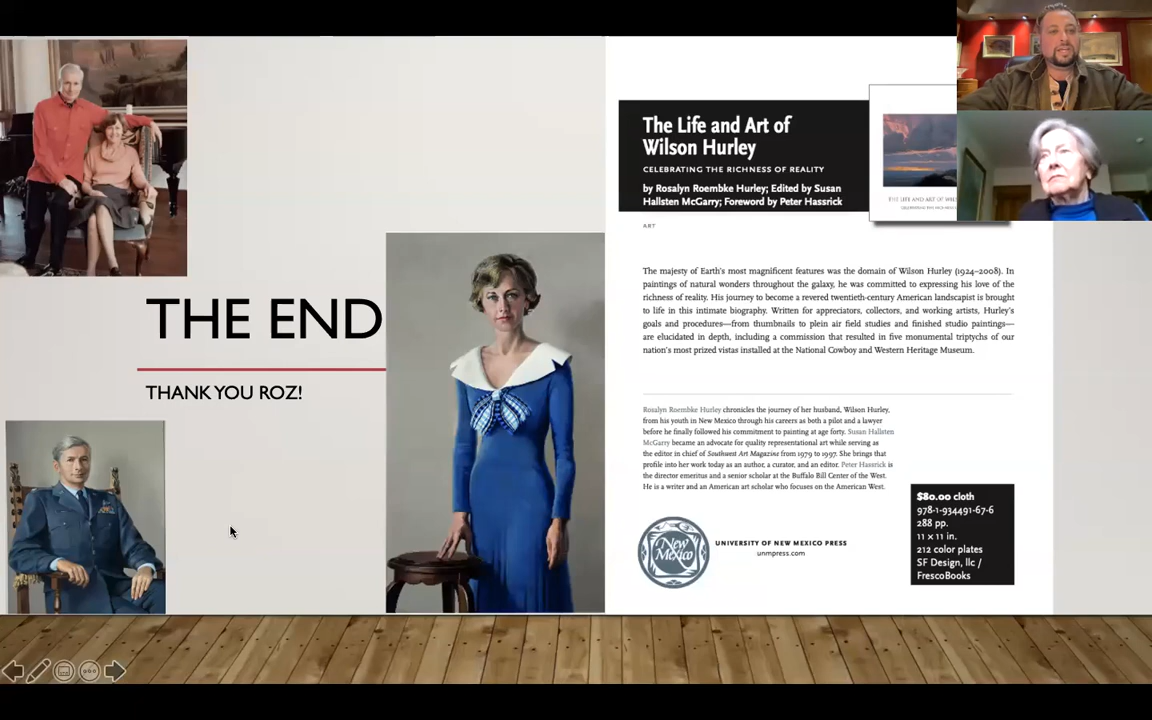 THE END
THANK YOU ROZ!
The Life and Art of
Wilson Hurley
CELEBRATING THE RICHNESS OF REALITY
by Rosalyn Roembke Hurley; Edited by Susan
Hallsten McGarry; Foreword by Peter Hassrick
THE LIFE AND ART OF
ART
The majesty of Earth's most magnificent features was the domain of Wilson Hurley (1924–2008). In
paintings of natural wonders throughout the galaxy, he was committed to expressing his love of the
richness of reality. His journey to become a revered twentieth-century American landscapist is brought
to life in this intimate biography. Written for appreciators, collectors, and working artists, Hurley's
goals and procedures—from thumbnails to plein air field studies and finished studio paintings—
are elucidated in depth, including a commission that resulted in five monumental triptychs of our
nation's most prized vistas installed at the National Cowboy and Western Heritage Museum.
Rosalyn Roembke Hurley chronicles the journey of her husband, Wilson Hurley,
from his youth in New Mexico through his careers as both a pilot and a lawyer
before he finally followed his commitment to painting at age forty. Susan Hallsten
McGarry became an advocate for quality representational art while serving as
the editor in chief of Southwest Art Magazine from 1979 to 1997. She brings that
profile into her work today as an author, a curator, and an editor. Peter Hassrick is
the director emeritus and a senior scholar at the Buffalo Bill Center of the West.
He is a writer and an American art scholar who focuses on the American West.
New
Mexico
UNIVERSITY OF NEW MEXICO PRESS
unmpress.com
$80.00 cloth
978-1-934491-67-6
288 pp.
11 x 11 in.
212 color plates
SF Design, llc /
FrescoBooks